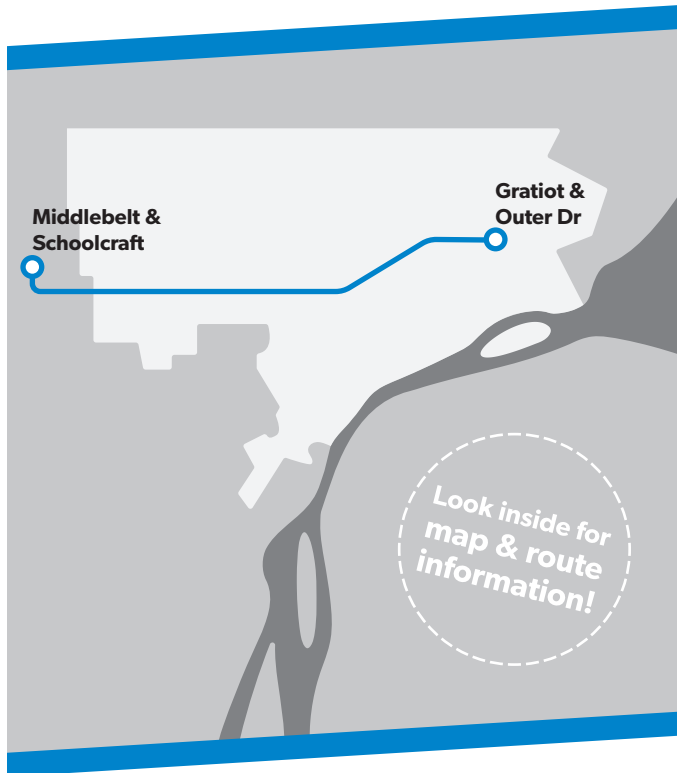 Middlebelt &
Schoolcraft
Gratiot &
Outer Dr
Look inside for
map & route
information!